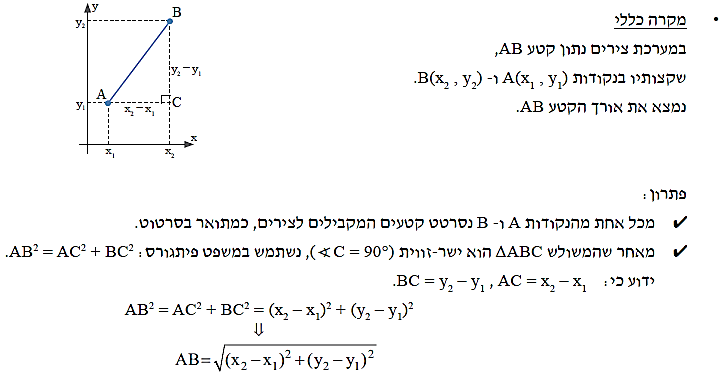 מקרה כללי
במערכת צירים נתון קטע AB,
שקצותיו בנקודות A(x₁ , y₁) ו- B(x₂ , y₂).
נמצא את אורך הקטע AB.
y
y₂
B
y₂ – y₁
A
C
y₁
x₂ – x₁
x
x₁
x₂
פתרון:
✔ מכל אחת מהנקודות A ו- B נסרטט קטעים המקבילים לצירים, כמתואר בסרטוט.
✔ מאחר שהמשולש ΔABC הוא ישר-זווית (∢C = 90°), נשתמש במשפט פיתגורס: AB² = AC² + BC².
ידוע כי: BC = y₂ – y₁ , AC = x₂ – x₁.
AB² = AC² + BC² = (x₂ – x₁)² + (y₂ – y₁)²
⇓
AB= √(x₂ – x₁)² + (y₂ – y₁)²